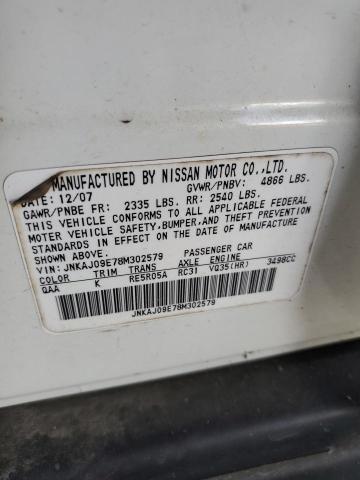 MANUFACTURED BY NISSAN MOTOR CO.,LTD.
DATE: 12/07 GVWR/PNBV: 4866 LBS.
GAWR/PNBE FR: 2335 LBS. RR: 2540 LBS.
THIS VEHICLE CONFORMS TO ALL APPLICABLE FEDERAL
MOTOR VEHICLE SAFETY, BUMPER, AND THEFT PREVENTION
STANDARDS IN EFFECT ON THE DATE OF MANUFACTURE
SHOWN ABOVE.
VIN: JNKAJ09E78M302579 PASSENGER CAR
COLOR TRIM TRANS AXLE ENGINE
QAA K RE5R05A RC31 VQ35(HR) 3498CC
JNKAJ09E78M302579